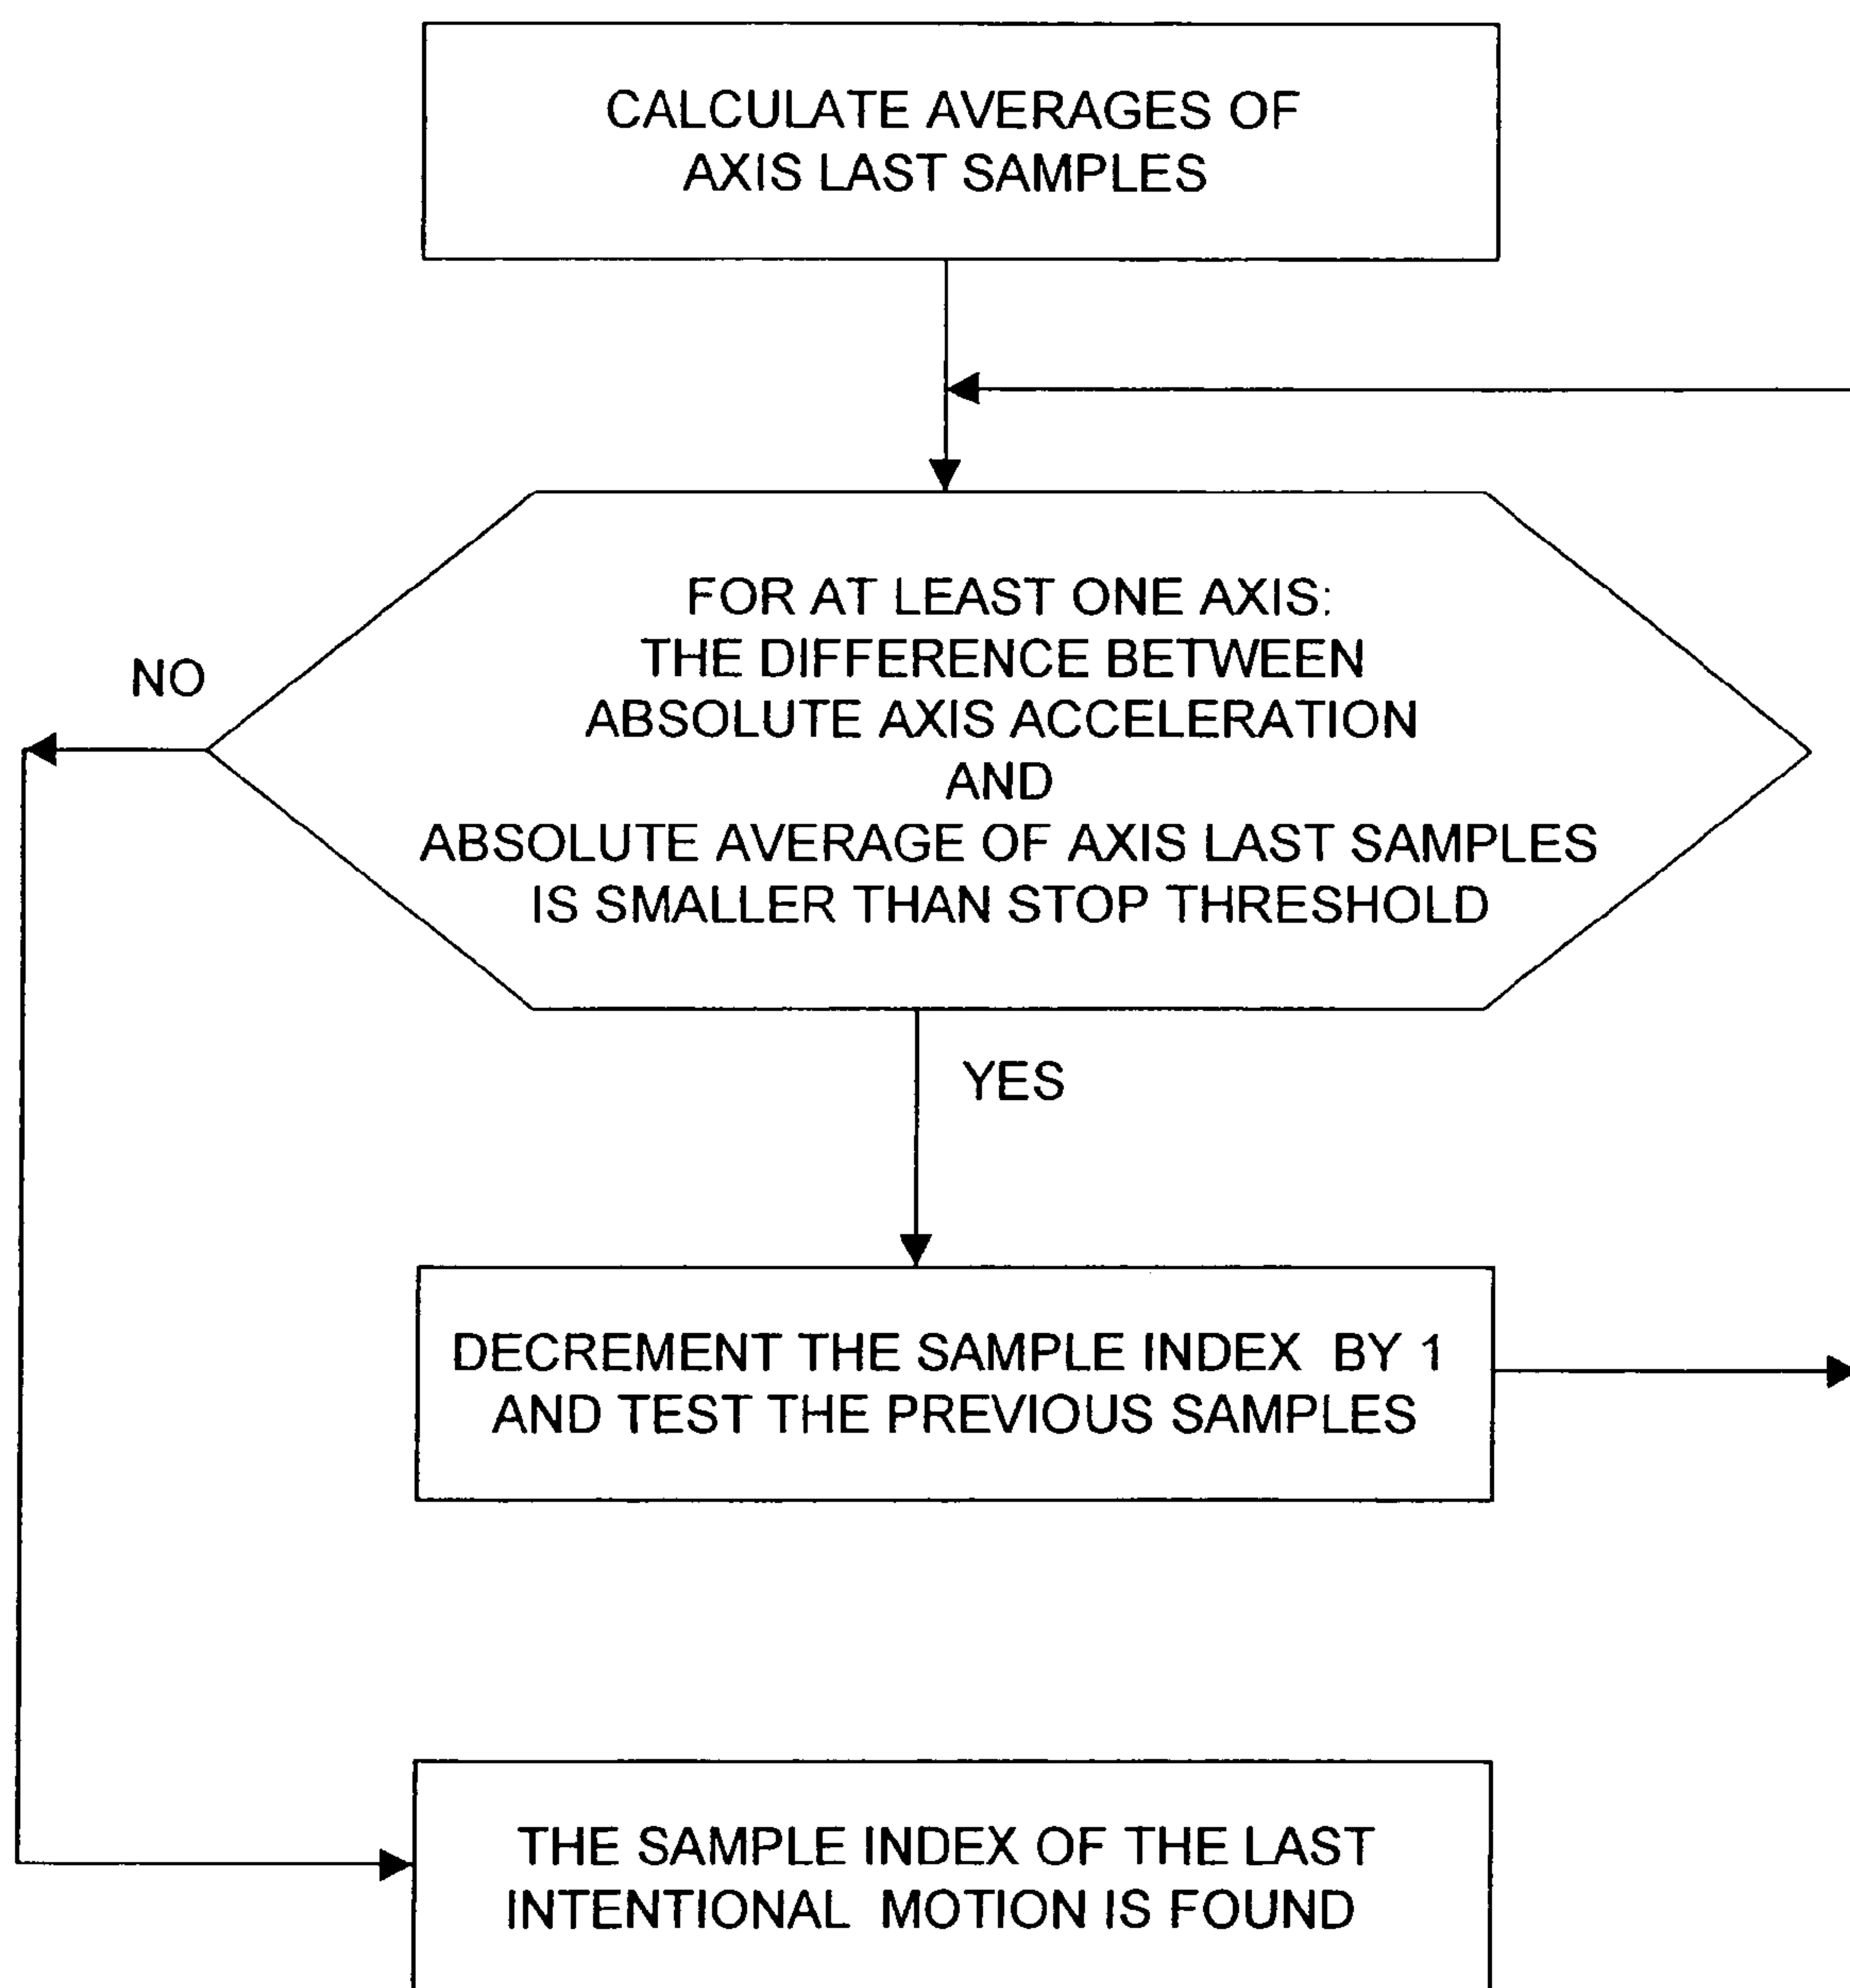 CALCULATE AVERAGES OF
AXIS LAST SAMPLES
FOR AT LEAST ONE AXIS:
THE DIFFERENCE BETWEEN
ABSOLUTE AXIS ACCELERATION
AND
ABSOLUTE AVERAGE OF AXIS LAST SAMPLES
IS SMALLER THAN STOP THRESHOLD
NO
YES
DECREMENT THE SAMPLE INDEX BY 1
AND TEST THE PREVIOUS SAMPLES
THE SAMPLE INDEX OF THE LAST
INTENTIONAL MOTION IS FOUND